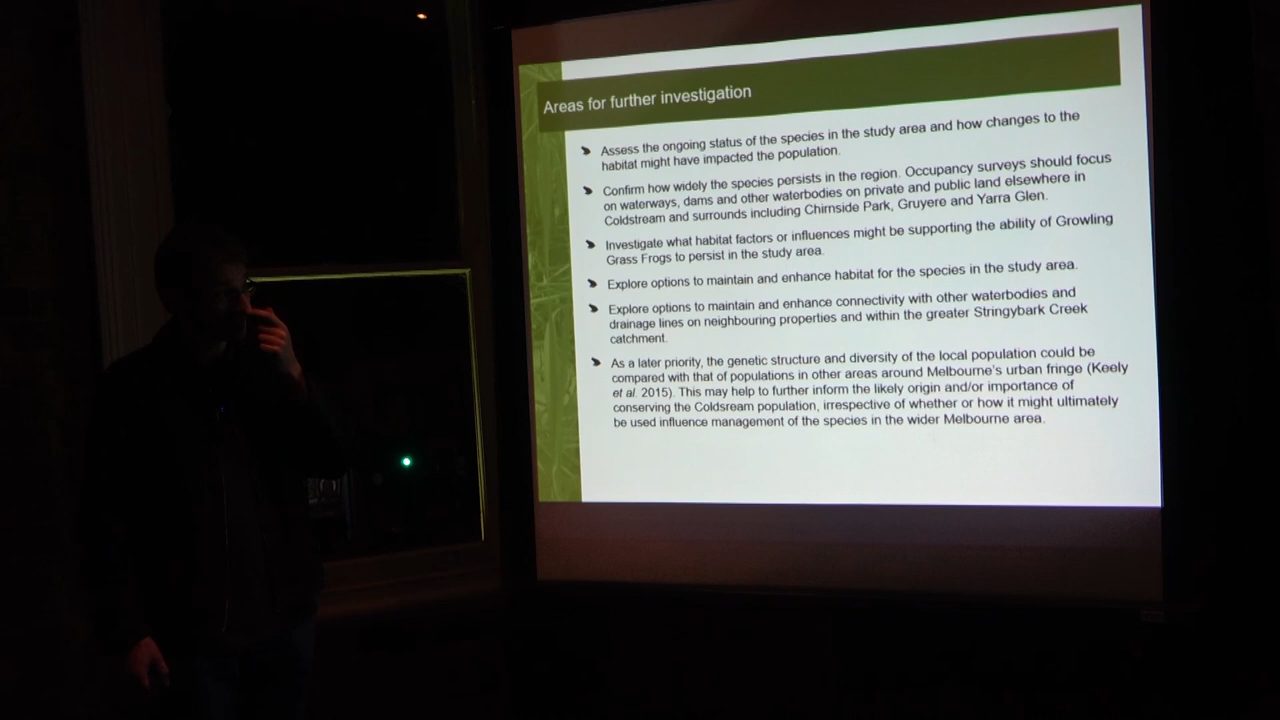 Areas for further investigation
Assess the ongoing status of the species in the study area and how changes to the
habitat might have impacted the population.
Confirm how widely the species persists in the region. Occupancy surveys should focus
on waterways, dams and other waterbodies on private and public land elsewhere in
Coldstream and surrounds including Chirnside Park, Gruyere and Yarra Glen.
Investigate what habitat factors or influences might be supporting the ability of Growling
Grass Frogs to persist in the study area.
Explore options to maintain and enhance habitat for the species in the study area.
Explore options to maintain and enhance connectivity with other waterbodies and
drainage lines on neighbouring properties and within the greater Stringybark Creek
catchment.
As a later priority, the genetic structure and diversity of the local population could be
compared with that of populations in other areas around Melbourne's urban fringe (Keely
et al. 2015). This may help to further inform the likely origin and/or importance of
conserving the Coldsream population, irrespective of whether or how it might ultimately
be used influence management of the species in the wider Melbourne area.